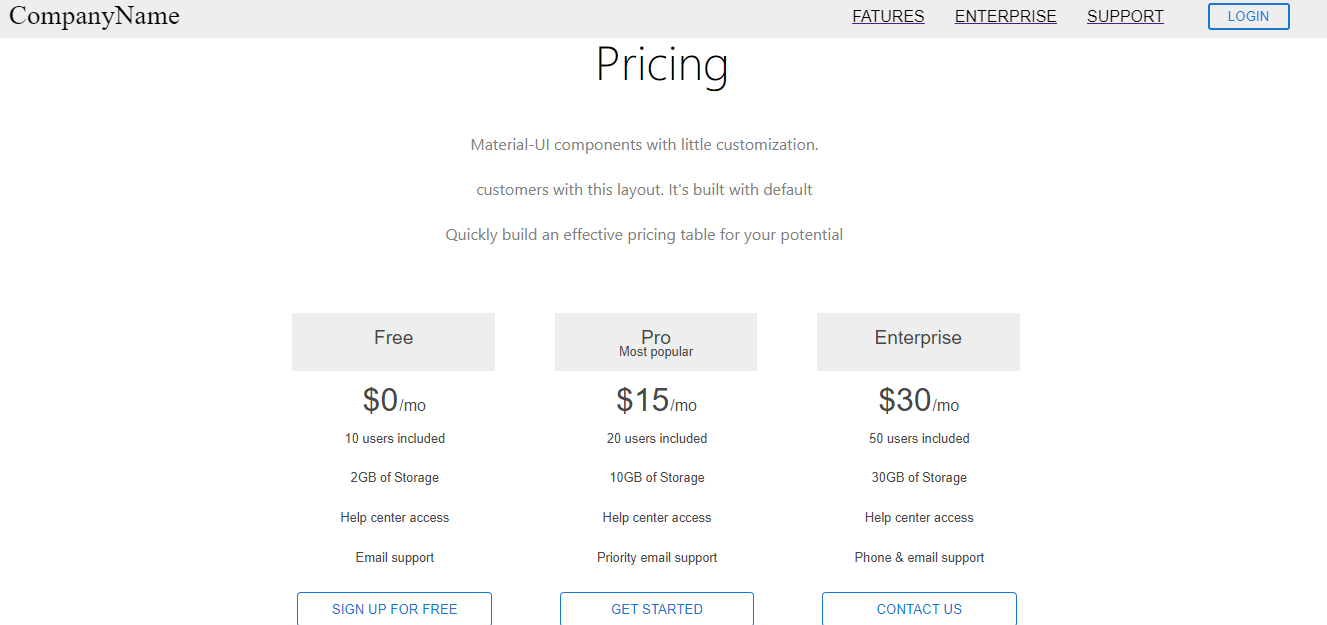 CompanyName
FATURES ENTERPRISE SUPPORT LOGIN
Pricing
Material-UI components with little customization.
customers with this layout. It's built with default
Quickly build an effective pricing table for your potential
Free
Pro
Most popular
Enterprise
$0/mo
$15/mo
$30/mo
10 users included
20 users included
50 users included
2GB of Storage
10GB of Storage
30GB of Storage
Help center access
Help center access
Help center access
Email support
Priority email support
Phone & email support
SIGN UP FOR FREE
GET STARTED
CONTACT US